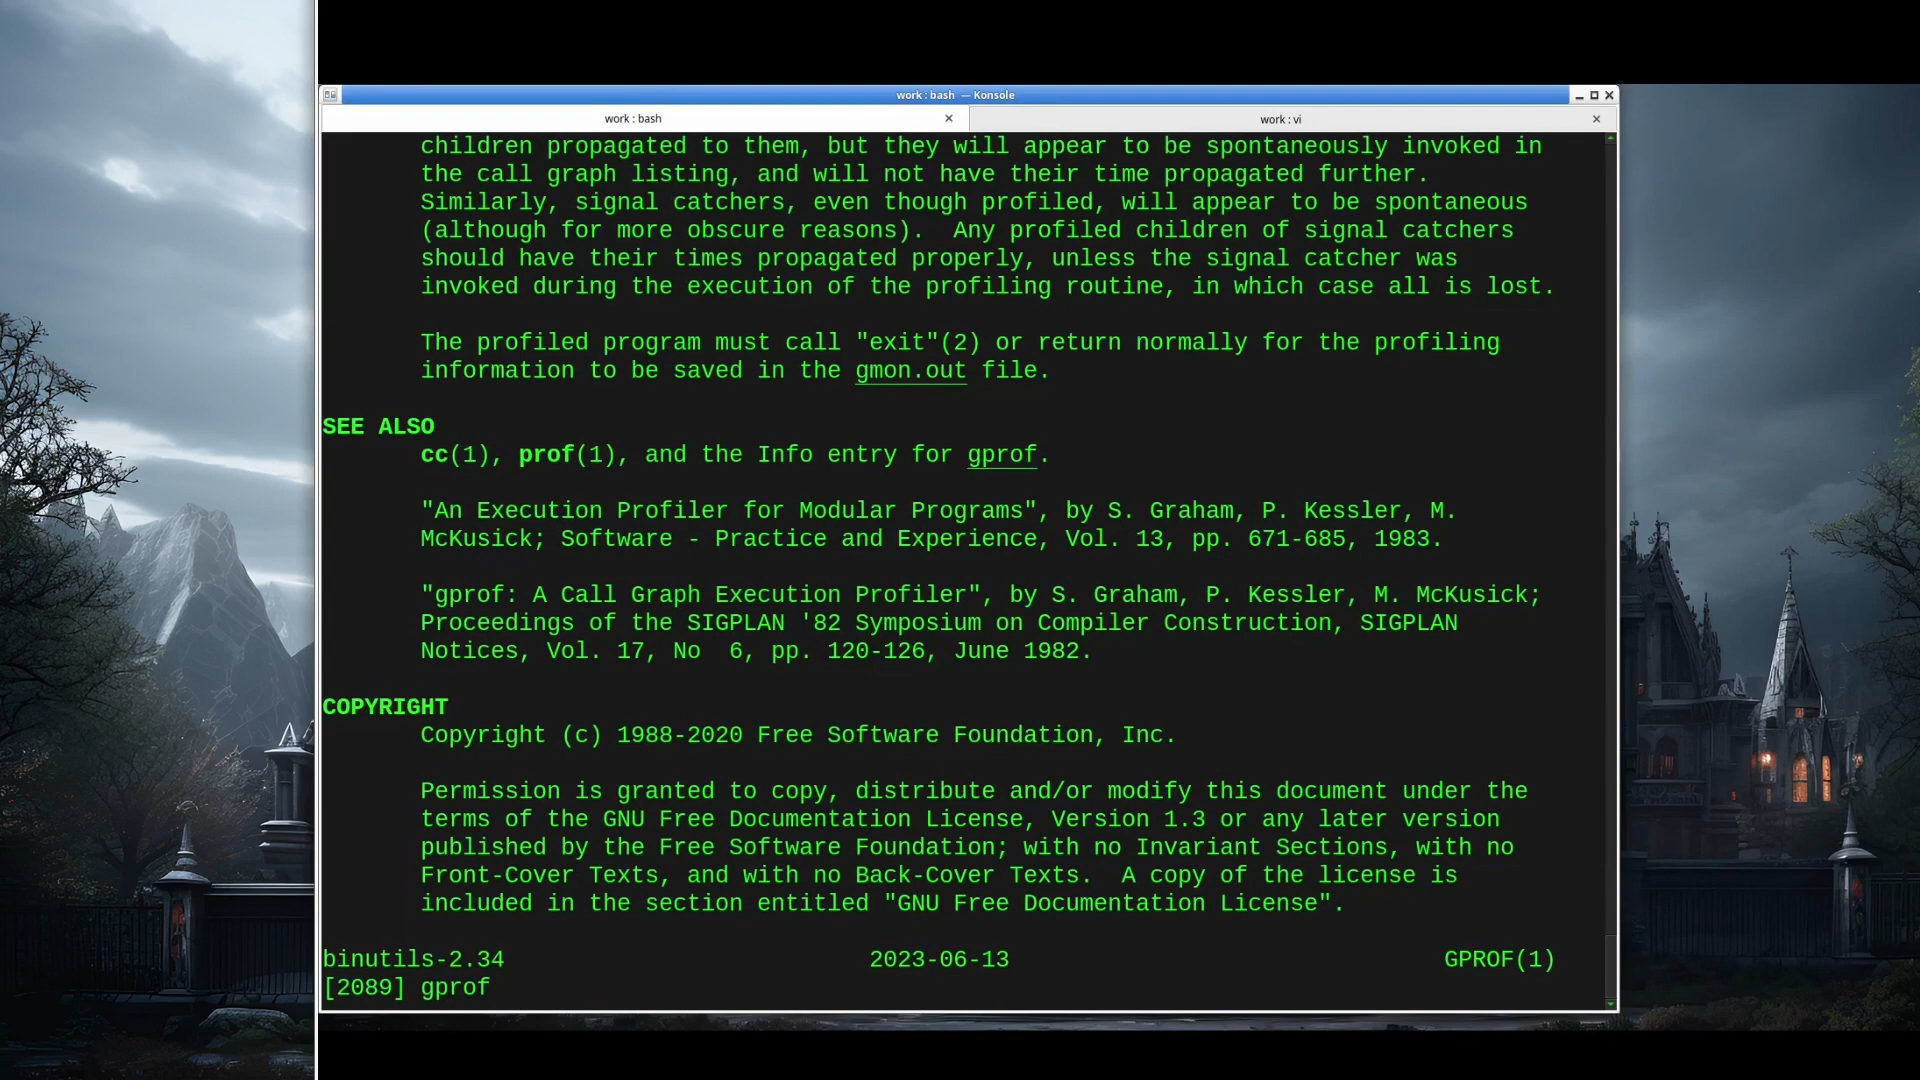 work : bash — Konsole
work : bash
work : vi
children propagated to them, but they will appear to be spontaneously invoked in
the call graph listing, and will not have their time propagated further.
Similarly, signal catchers, even though profiled, will appear to be spontaneous
(although for more obscure reasons).  Any profiled children of signal catchers
should have their times propagated properly, unless the signal catcher was
invoked during the execution of the profiling routine, in which case all is lost.
The profiled program must call "exit"(2) or return normally for the profiling
information to be saved in the gmon.out file.
SEE ALSO
cc(1), prof(1), and the Info entry for gprof.
"An Execution Profiler for Modular Programs", by S. Graham, P. Kessler, M.
McKusick; Software - Practice and Experience, Vol. 13, pp. 671-685, 1983.
"gprof: A Call Graph Execution Profiler", by S. Graham, P. Kessler, M. McKusick;
Proceedings of the SIGPLAN '82 Symposium on Compiler Construction, SIGPLAN
Notices, Vol. 17, No  6, pp. 120-126, June 1982.
COPYRIGHT
Copyright (c) 1988-2020 Free Software Foundation, Inc.
Permission is granted to copy, distribute and/or modify this document under the
terms of the GNU Free Documentation License, Version 1.3 or any later version
published by the Free Software Foundation; with no Invariant Sections, with no
Front-Cover Texts, and with no Back-Cover Texts.  A copy of the license is
included in the section entitled "GNU Free Documentation License".
binutils-2.34 2023-06-13 GPROF(1)
[2089] gprof